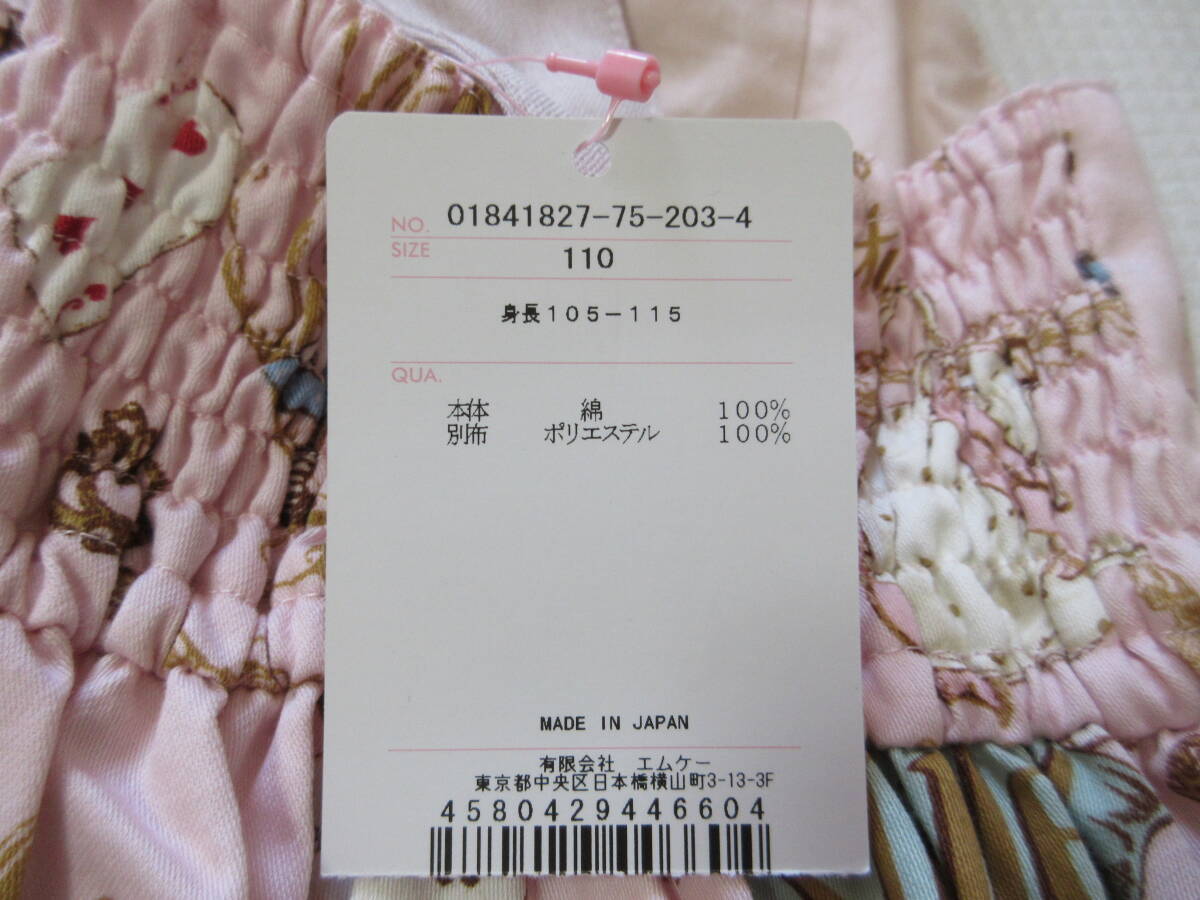 NO. 01841827-75-203-4
SIZE 110
身長105-115
QUA.
本体 綿 100%
別布 ポリエステル 100%
MADE IN JAPAN
有限会社 エムケー
東京都中央区日本橋横山町3-13-3F
4580429446604